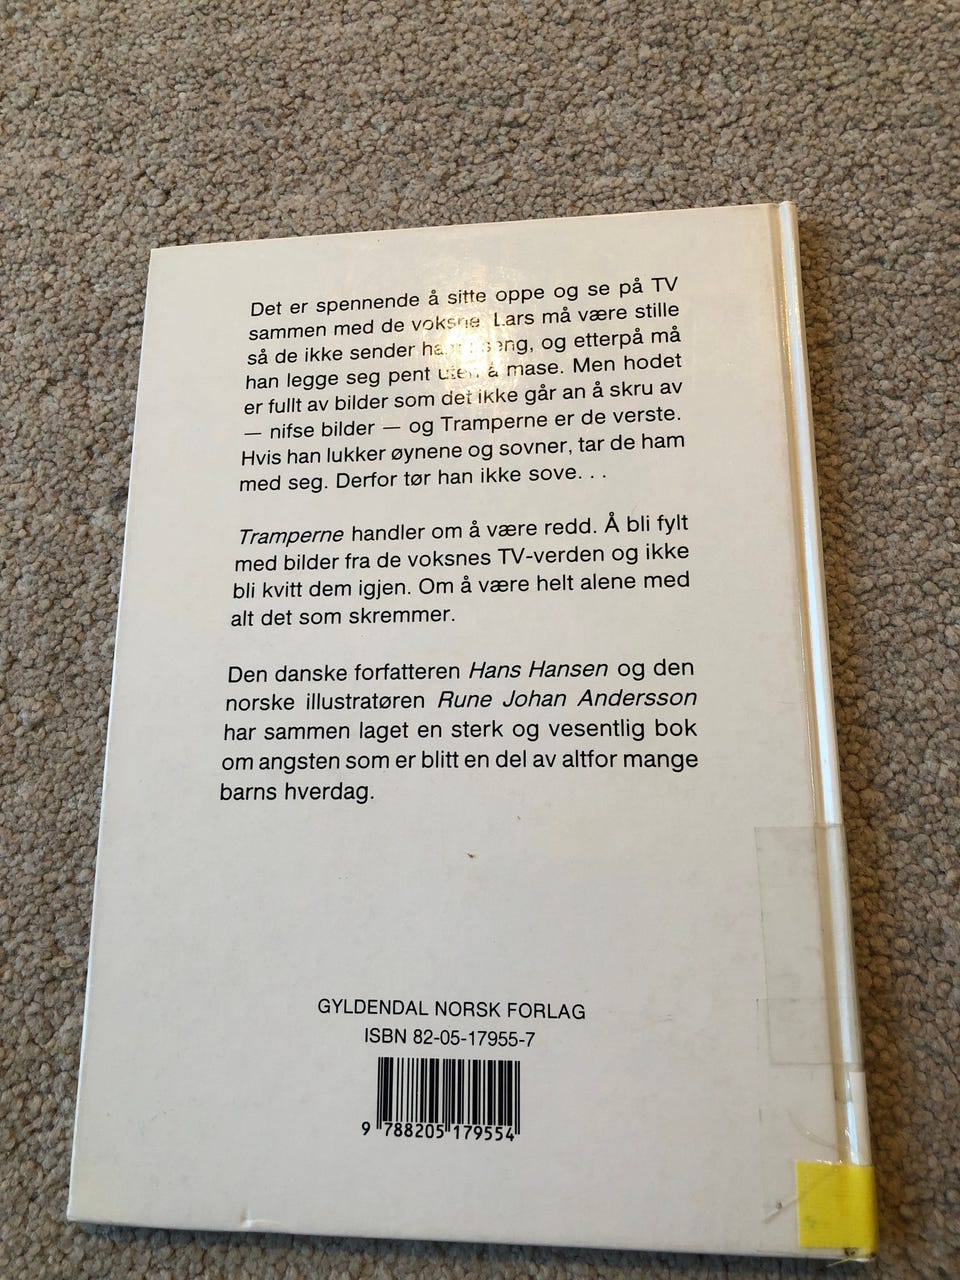 Det er spennende å sitte oppe og se på TV
sammen med de voksne. Lars må være stille
så de ikke sender ham i seng, og etterpå må
han legge seg pent uten å mase. Men hodet
er fullt av bilder som det ikke går an å skru av
— nifse bilder — og Tramperne er de verste.
Hvis han lukker øynene og sovner, tar de ham
med seg. Derfor tør han ikke sove. . .
Tramperne handler om å være redd. Å bli fylt
med bilder fra de voksnes TV-verden og ikke
bli kvitt dem igjen. Om å være helt alene med
alt det som skremmer.
Den danske forfatteren Hans Hansen og den
norske illustratøren Rune Johan Andersson
har sammen laget en sterk og vesentlig bok
om angsten som er blitt en del av altfor mange
barns hverdag.
GYLDENDAL NORSK FORLAG
ISBN 82-05-17955-7
9 788205 179554